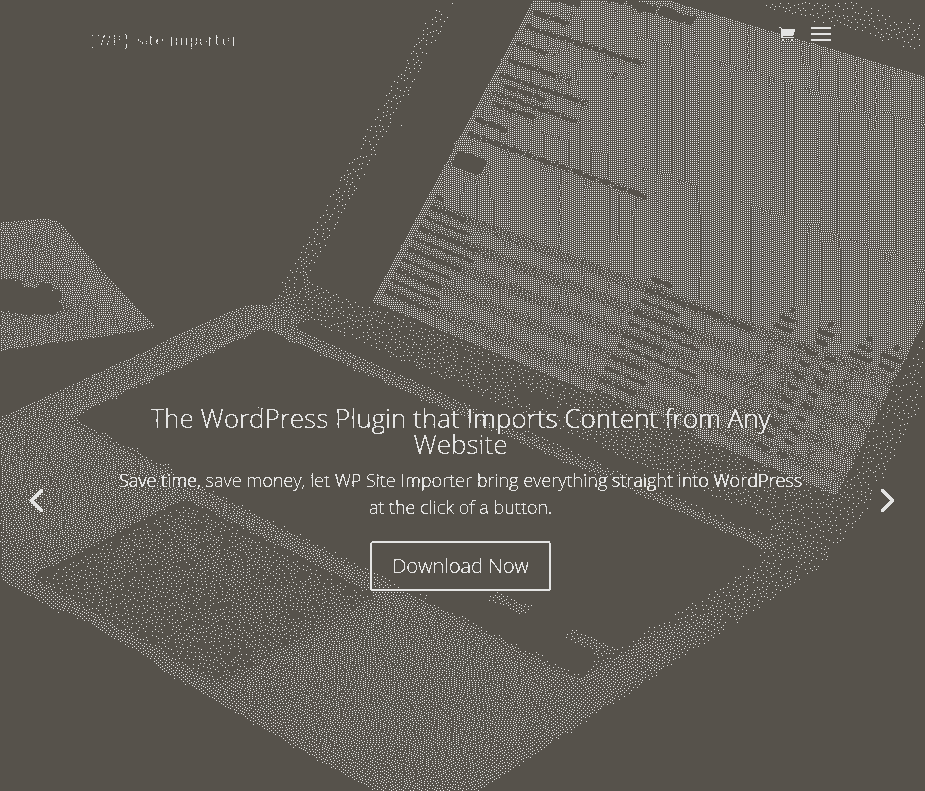 {WP} site importer
The WordPress Plugin that Imports Content from Any
Website
Save time, save money, let WP Site Importer bring everything straight into WordPress
at the click of a button.
Download Now